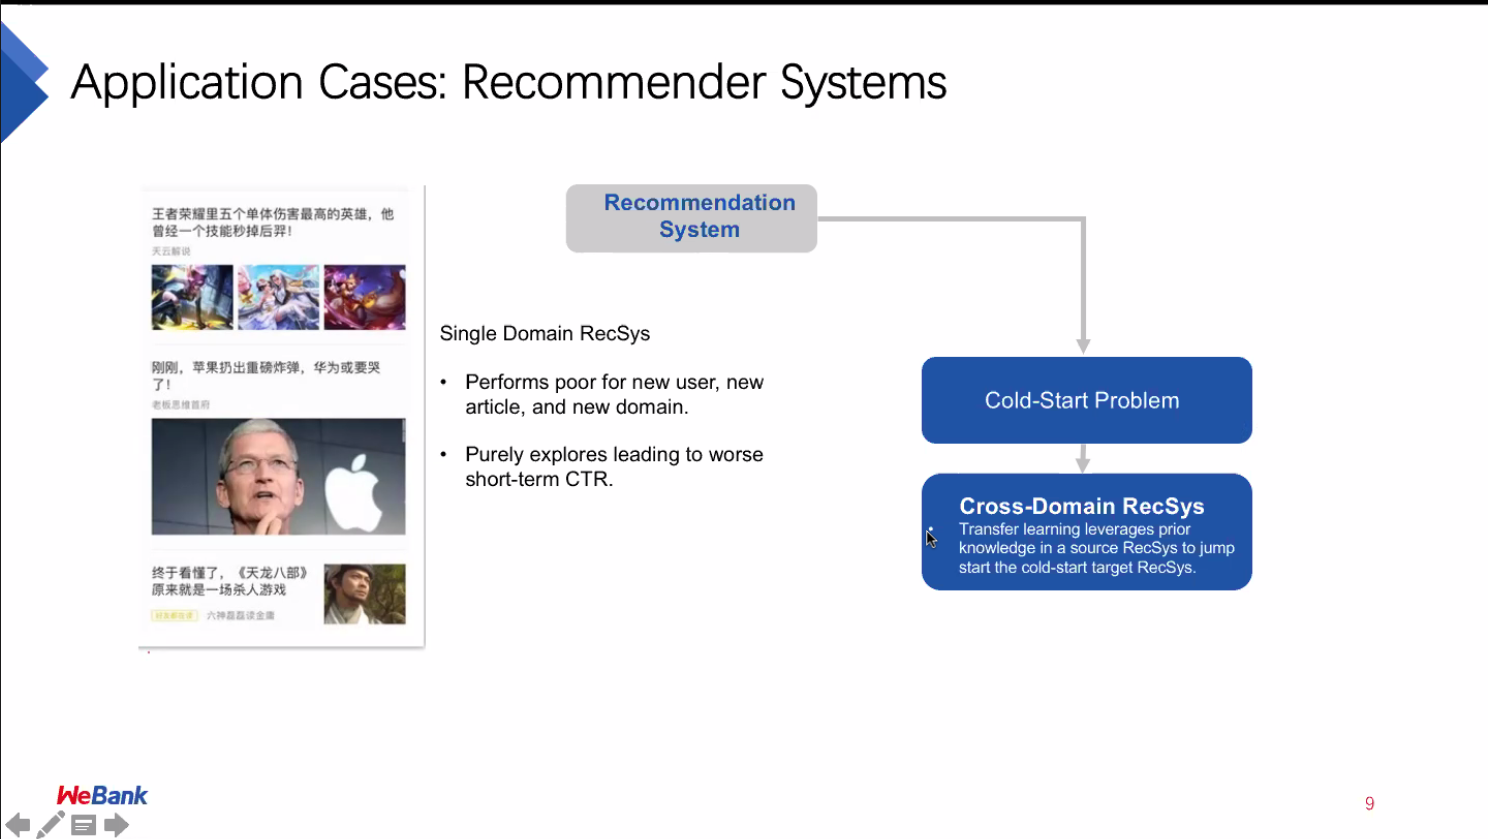 Application Cases: Recommender Systems
王者荣耀里五个单体伤害最高的英雄，他
曾经一个技能秒掉后羿！
天云解说
刚刚，苹果扔出重磅炸弹，华为或要哭
了！
老板思维首府
终于看懂了，《天龙八部》
原来就是一场杀人游戏
六神磊磊读金庸
Recommendation
System
Single Domain RecSys
• Performs poor for new user, new
article, and new domain.
• Purely explores leading to worse
short-term CTR.
Cold-Start Problem
Cross-Domain RecSys
• Transfer learning leverages prior
knowledge in a source RecSys to jump
start the cold-start target RecSys.
WeBank
9